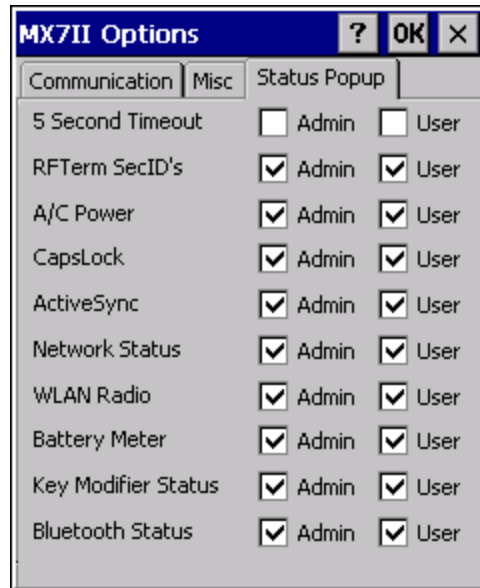 MX7II Options ? OK ×
Communication Misc Status Popup
5 Second Timeout Admin User
RFTerm SecID's Admin User
A/C Power Admin User
CapsLock Admin User
ActiveSync Admin User
Network Status Admin User
WLAN Radio Admin User
Battery Meter Admin User
Key Modifier Status Admin User
Bluetooth Status Admin User